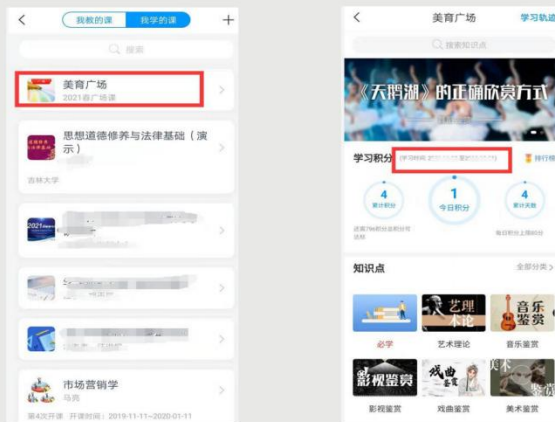 我教的课 我学的课
搜索
美育广场
2021春广场课
思想道德修养与法律基础（演
示）
吉林大学
2021
市场营销学
马亮
第4次开课 开课时间：2019-11-11~2020-01-11
美育广场
学习轨迹
搜索知识点
《天鹅湖》的正确欣赏方式
学习积分
排行榜
4
累计积分
1
今日积分
4
累计天数
知识点
全部分类>
艺理
本论
音乐
鉴赏
必学
艺术理论
音乐鉴赏
影视鉴赏
戏曲
鉴赏
美术
鉴赏
影视鉴赏
戏曲鉴赏
美术鉴赏